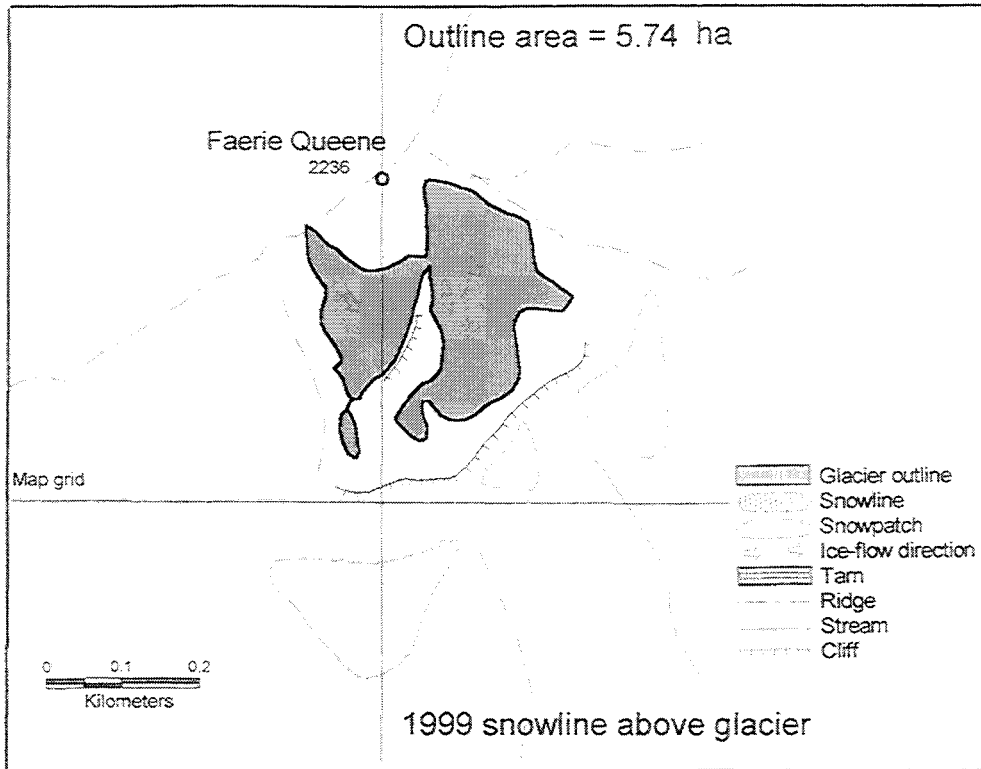 Outline area = 5.74 ha
Faerie Queene
2236
Map grid
Glacier outline
Snowline
Snowpatch
Ice-flow direction
Tarn
Ridge
Stream
Cliff
0 0.1 0.2
Kilometers
1999 snowline above glacier